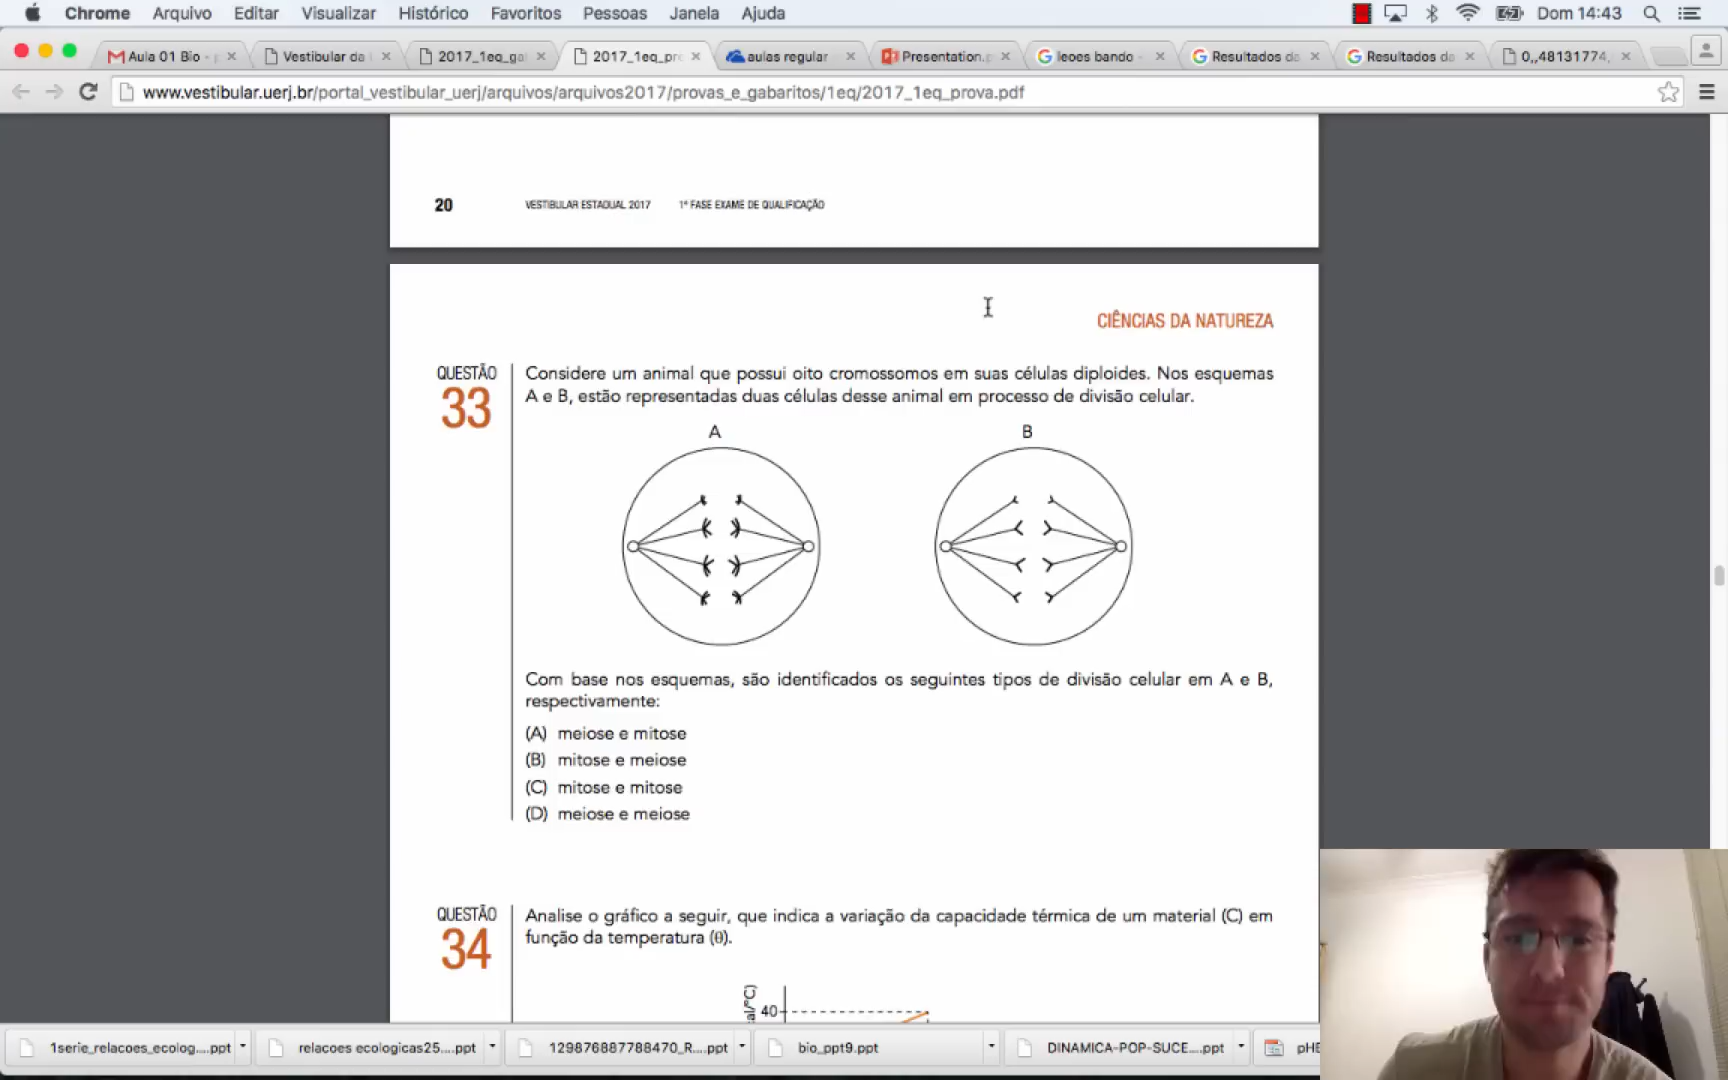 Chrome Arquivo Editar Visualizar Histórico Favoritos Pessoas Janela Ajuda Dom 14:43
Aula 01 Bio - Vestibular da 2017_1eq_ga 2017_1eq_pro aulas regular Presentation.p leoes bando - Resultados da Resultados da 0,,48131774,
www.vestibular.uerj.br/portal_vestibular_uerj/arquivos/arquivos2017/provas_e_gabaritos/1eq/2017_1eq_prova.pdf
20 VESTIBULAR ESTADUAL 2017 1ª FASE EXAME DE QUALIFICAÇÃO
CIÊNCIAS DA NATUREZA
QUESTÃO
33
Considere um animal que possui oito cromossomos em suas células diploides. Nos esquemas
A e B, estão representadas duas células desse animal em processo de divisão celular.
A B
Com base nos esquemas, são identificados os seguintes tipos de divisão celular em A e B,
respectivamente:
(A) meiose e mitose
(B) mitose e meiose
(C) mitose e mitose
(D) meiose e meiose
QUESTÃO
34
Analise o gráfico a seguir, que indica a variação da capacidade térmica de um material (C) em
função da temperatura (θ).
al/°C)
40
1serie_relacoes_ecolog....ppt relacoes ecologicas25....ppt 129876887788470_R....ppt bio_ppt9.ppt DINAMICA-POP-SUCE....ppt